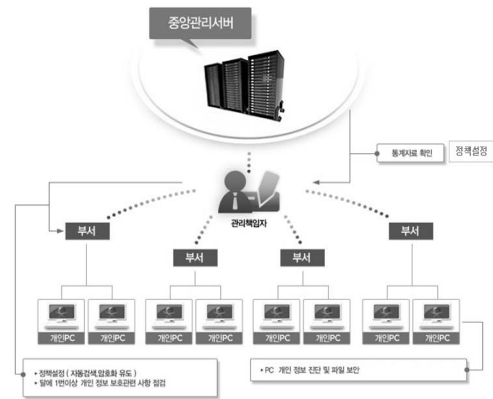 중앙관리서버
통계자료 확인
정책설정
관리책임자
부서
부서
부서
부서
개인PC
개인PC
개인PC
개인PC
개인PC
개인PC
개인PC
개인PC
• 정책설정 ( 자동검색,암호화 유도 )
• 달에 1번이상 개인 정보 보호관련 사항 점검
• PC 개인 정보 진단 및 파일 보안